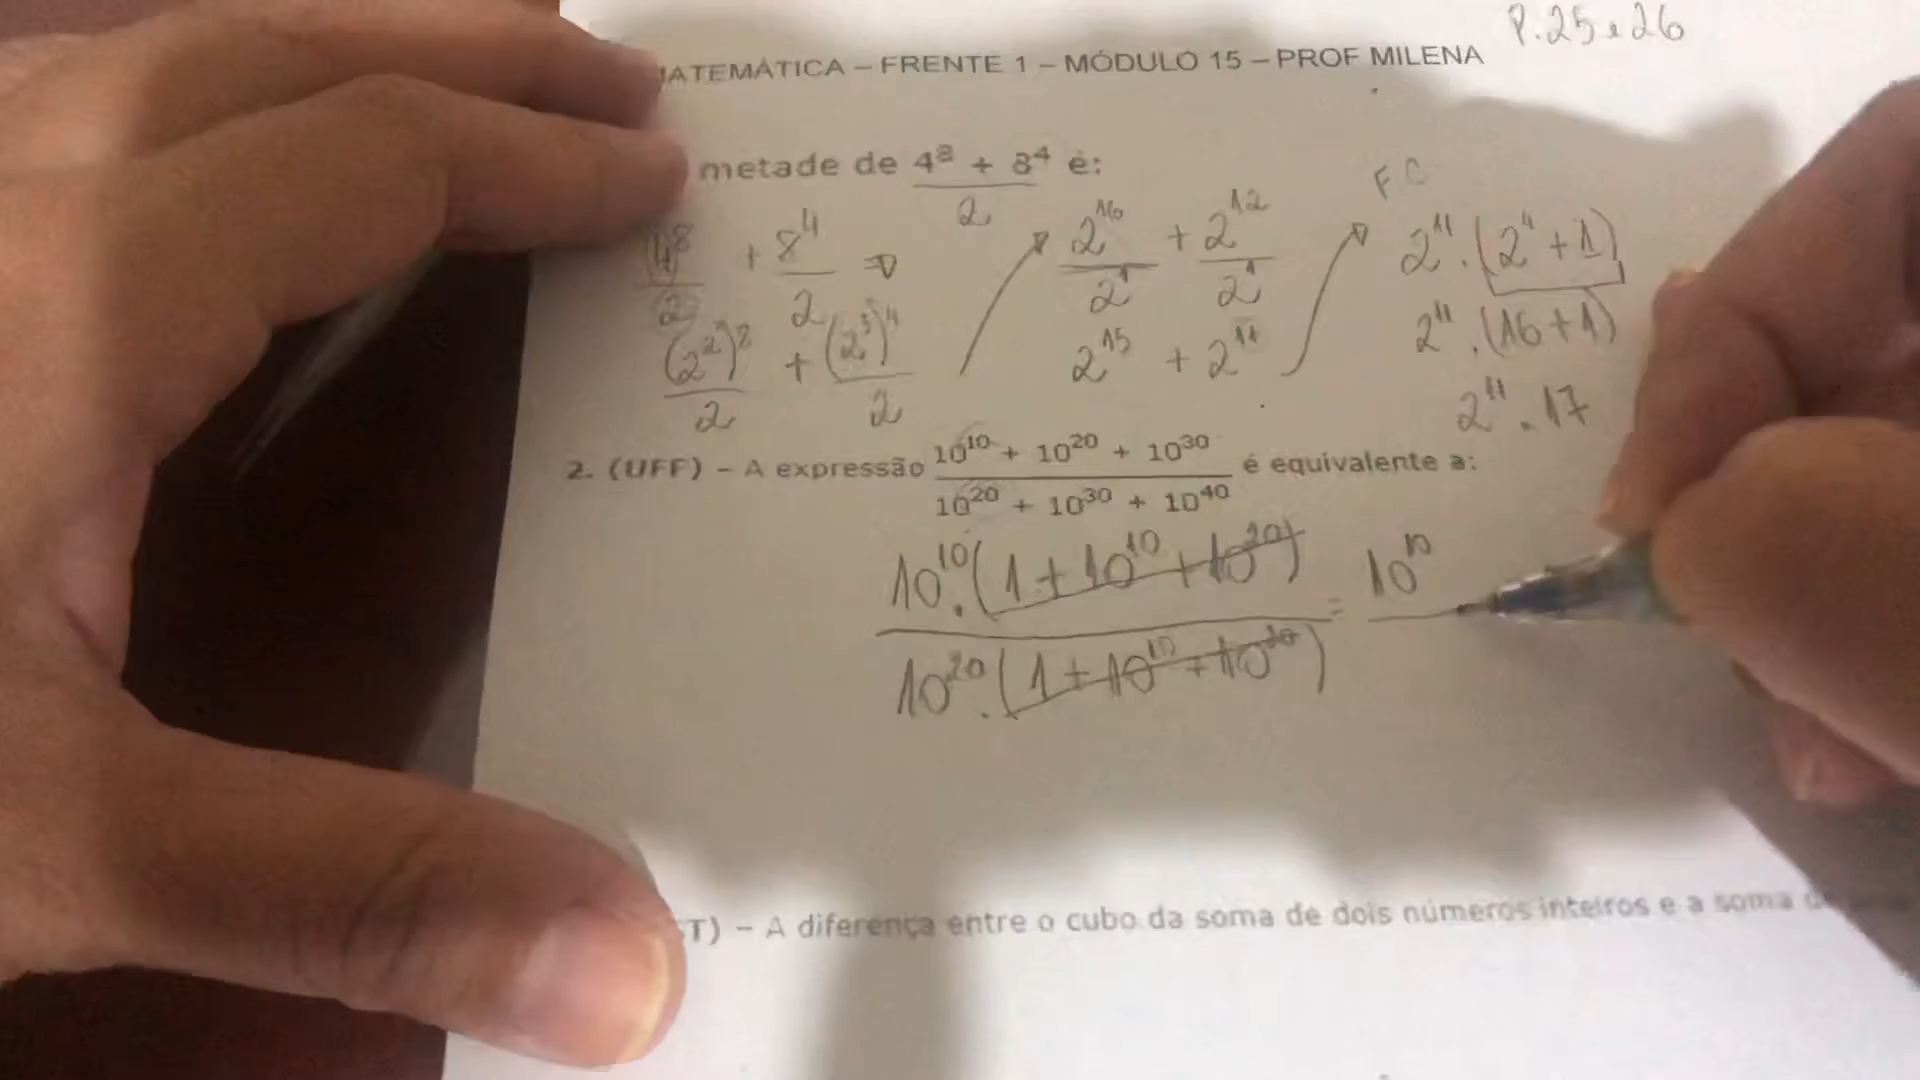 P.25 e 26
MATEMÁTICA – FRENTE 1 – MÓDULO 15 – PROF MILENA
metade de 4⁸ + 8⁴ é:
2
F C
4⁸/2 + 8⁴/2 ⇒
(2²)⁸/2 + (2³)⁴/2
2¹⁶/2¹ + 2¹²/2¹
2¹⁵ + 2¹¹
2¹¹ . (2⁴ + 1)
2¹¹ . (16 + 1)
2¹¹ . 17
2. (UFF) – A expressão (10¹⁰ + 10²⁰ + 10³⁰)/(10²⁰ + 10³⁰ + 10⁴⁰) é equivalente a:
10¹⁰.(1 + 10¹⁰ + 10²⁰) = 10¹⁰
10²⁰.(1 + 10¹⁰ + 10²⁰)
T) – A diferença entre o cubo da soma de dois números inteiros e a soma